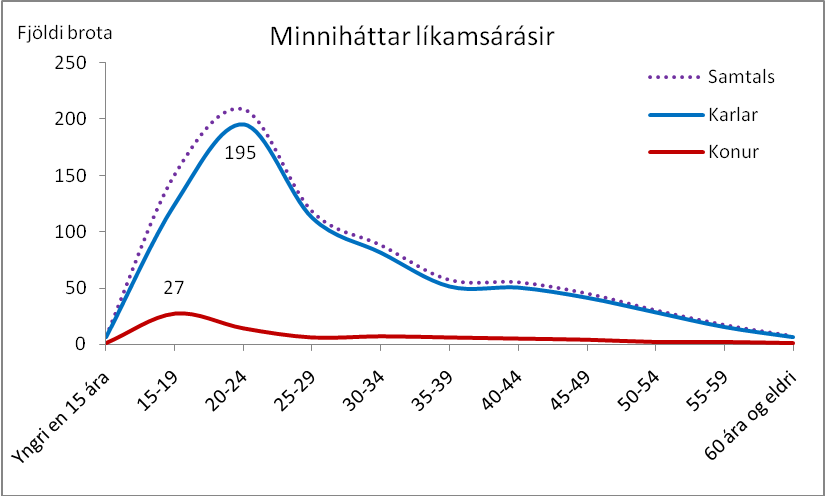 Fjöldi brota
Minniháttar líkamsárásir
250
200
150
100
50
0
Samtals
Karlar
Konur
195
27
Yngri en 15 ára
15-19
20-24
25-29
30-34
35-39
40-44
45-49
50-54
55-59
60 ára og eldri